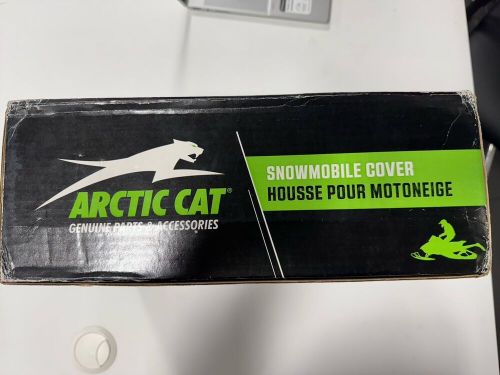 ARCTIC CAT®
GENUINE PARTS & ACCESSORIES
SNOWMOBILE COVER
HOUSSE POUR MOTONEIGE